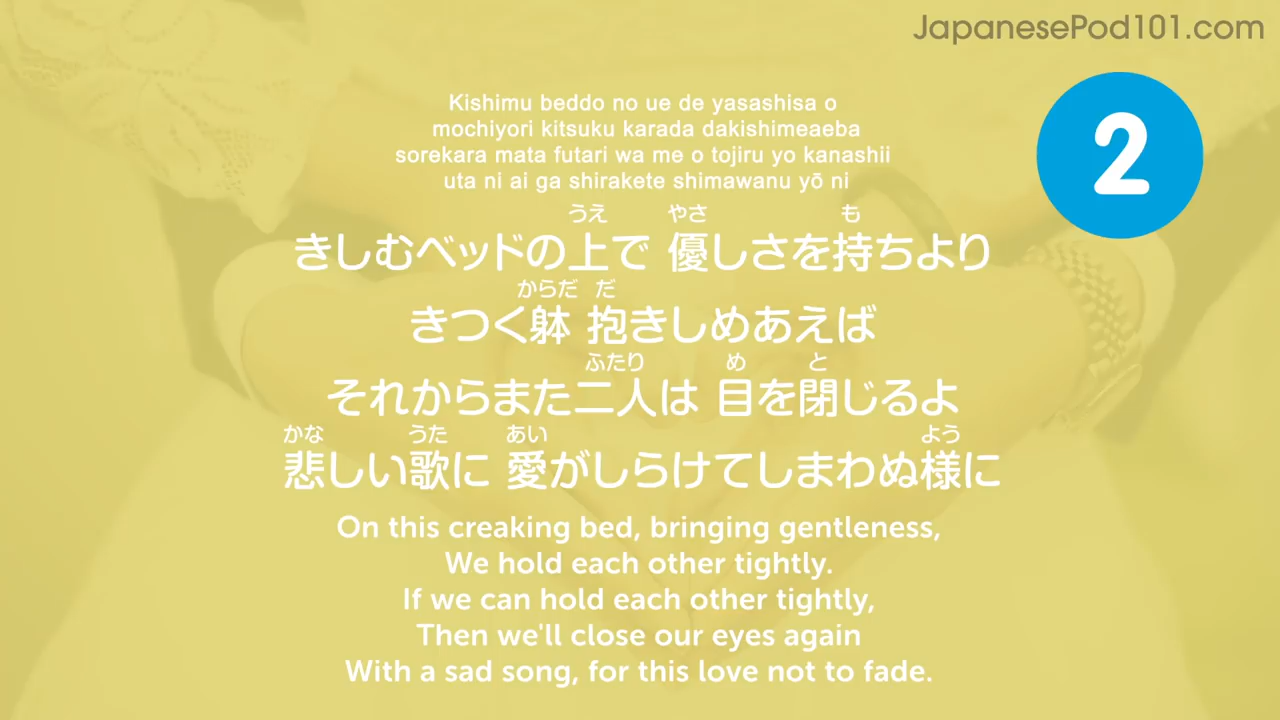 JapanesePod101.com
2
Kishimu beddo no ue de yasashisa o
mochiyori kitsuku karada dakishimeaeba
sorekara mata futari wa me o tojiru yo kanashii
uta ni ai ga shirakete shimawanu yō ni
うえ やさ も
きしむベッドの上で 優しさを持ちより
からだ だ
きつく躰 抱きしめあえば
ふたり め と
それからまた二人は 目を閉じるよ
かな うた あい よう
悲しい歌に 愛がしらけてしまわぬ様に
On this creaking bed, bringing gentleness,
We hold each other tightly.
If we can hold each other tightly,
Then we'll close our eyes again
With a sad song, for this love not to fade.